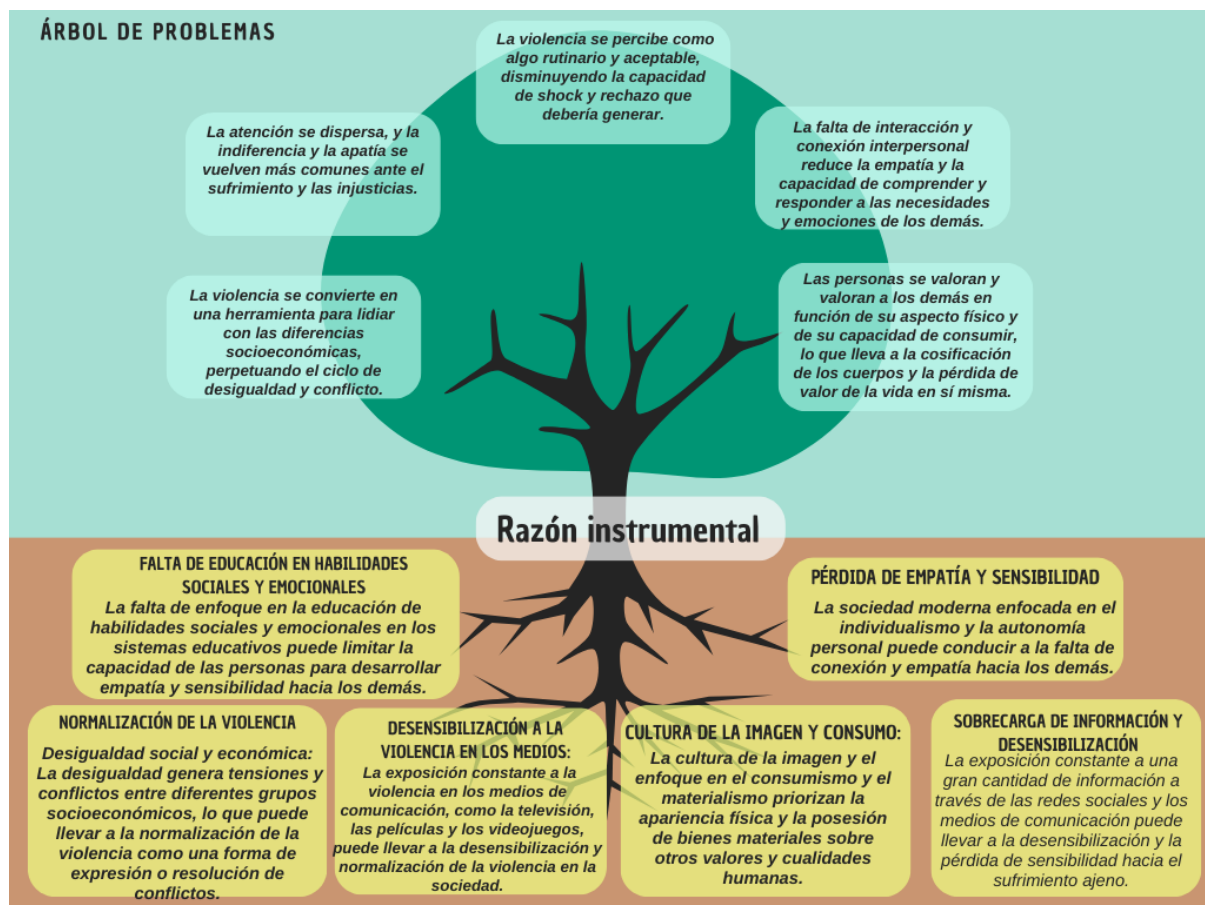 ÁRBOL DE PROBLEMAS
La violencia se percibe como
algo rutinario y aceptable,
disminuyendo la capacidad
de shock y rechazo que
debería generar.
La atención se dispersa, y la
indiferencia y la apatía se
vuelven más comunes ante el
sufrimiento y las injusticias.
La falta de interacción y
conexión interpersonal
reduce la empatía y la
capacidad de comprender y
responder a las necesidades
y emociones de los demás.
La violencia se convierte en
una herramienta para lidiar
con las diferencias
socioeconómicas,
perpetuando el ciclo de
desigualdad y conflicto.
Las personas se valoran y
valoran a los demás en
función de su aspecto físico y
de su capacidad de consumir,
lo que lleva a la cosificación
de los cuerpos y la pérdida de
valor de la vida en sí misma.
Razón instrumental
FALTA DE EDUCACIÓN EN HABILIDADES
SOCIALES Y EMOCIONALES
La falta de enfoque en la educación de
habilidades sociales y emocionales en los
sistemas educativos puede limitar la
capacidad de las personas para desarrollar
empatía y sensibilidad hacia los demás.
PÉRDIDA DE EMPATÍA Y SENSIBILIDAD
La sociedad moderna enfocada en el
individualismo y la autonomía
personal puede conducir a la falta de
conexión y empatía hacia los demás.
NORMALIZACIÓN DE LA VIOLENCIA
Desigualdad social y económica:
La desigualdad genera tensiones y
conflictos entre diferentes grupos
socioeconómicos, lo que puede
llevar a la normalización de la
violencia como una forma de
expresión o resolución de
conflictos.
DESENSIBILIZACIÓN A LA
VIOLENCIA EN LOS MEDIOS:
La exposición constante a la
violencia en los medios de
comunicación, como la televisión,
las películas y los videojuegos,
puede llevar a la desensibilización y
normalización de la violencia en la
sociedad.
CULTURA DE LA IMAGEN Y CONSUMO:
La cultura de la imagen y el
enfoque en el consumismo y el
materialismo priorizan la
apariencia física y la posesión
de bienes materiales sobre
otros valores y cualidades
humanas.
SOBRECARGA DE INFORMACIÓN Y
DESENSIBILIZACIÓN
La exposición constante a una
gran cantidad de información a
través de las redes sociales y los
medios de comunicación puede
llevar a la desensibilización y la
pérdida de sensibilidad hacia el
sufrimiento ajeno.